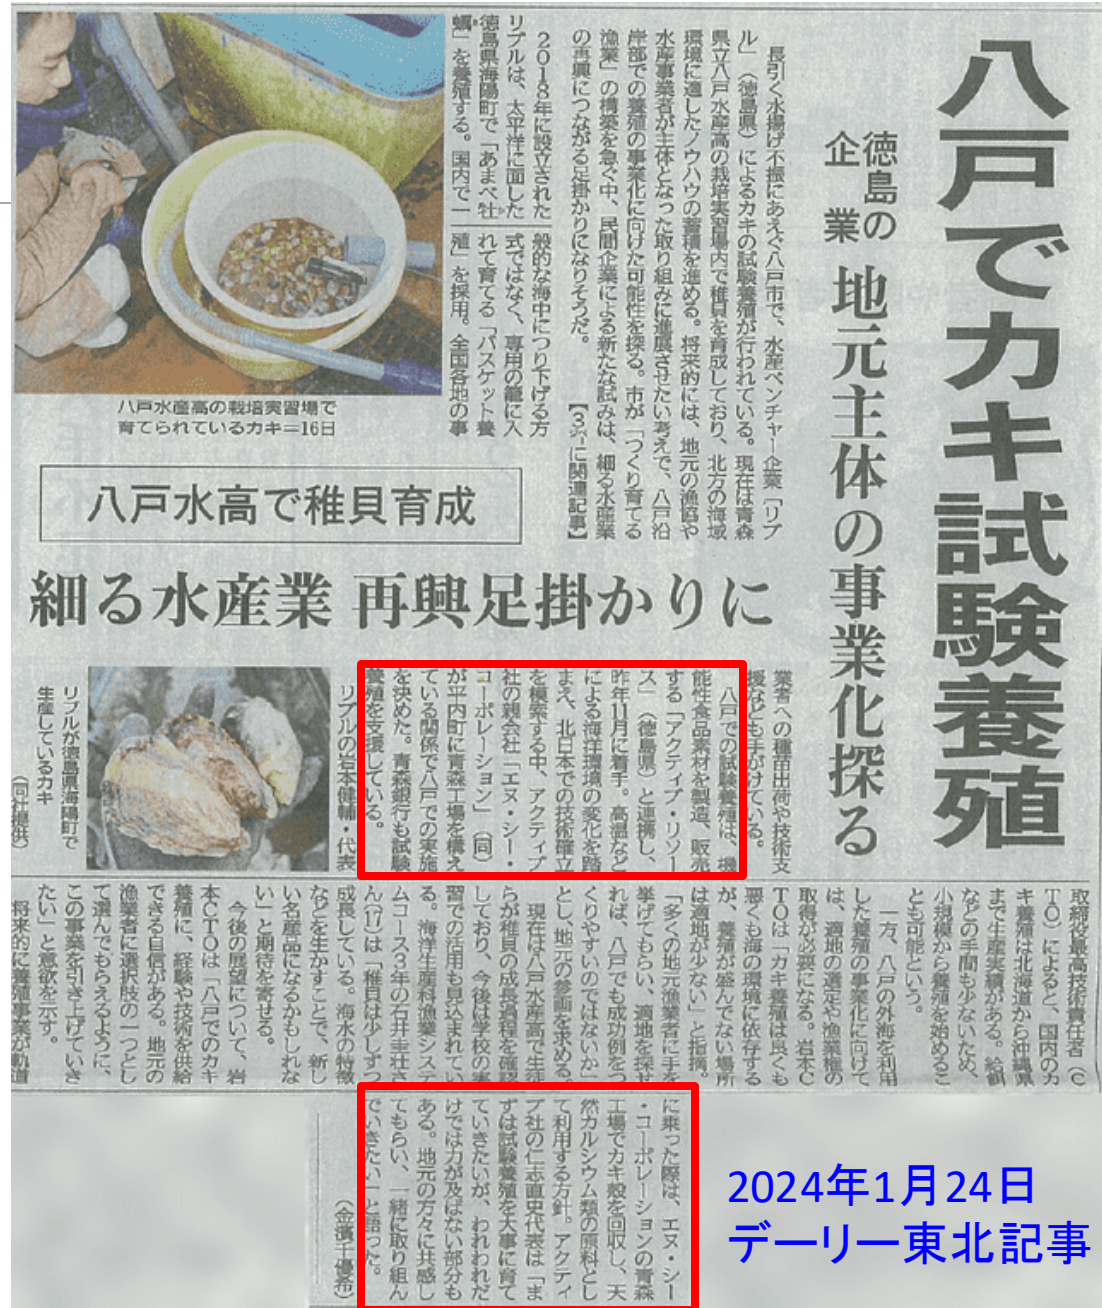 八戸でカキ試験養殖
徳島の
企業
地元主体の事業化探る
長引く水揚げ不振にあえぐ八戸市で、水産ベンチャー企業「リブ
ル」（徳島県）によるカキの試験養殖が行われている。現在は青森
県立八戸水産高の栽培実習場内で稚貝を育成しており、北方の海域
環境に適したノウハウの蓄積を進める。将来的には、地元の漁協や
水産事業者が主体となった取り組みに進展させたい考えで、八戸沿
岸部での養殖の事業化に向けた可能性を探る。市が「つくり育てる
漁業」の構築を急ぐ中、民間企業による新たな試みは、細る水産業
の再興につながる足掛かりになりそうだ。
【3㌻に関連記事】
八戸水産高の栽培実習場で
育てられているカキ＝16日
2018年に設立された
リブルは、太平洋に面した
徳島県海陽町で「あまべ牡
蠣」を養殖する。国内で一
般的な海中につり下げる方
式ではなく、専用の籠に入
れて育てる「バスケット養
殖」を採用。全国各地の事
八戸水高で稚貝育成
細る水産業 再興足掛かりに
業者への種苗出荷や技術支
援なども手がけている。
八戸での試験養殖は、機
能性食品素材を製造、販売
する「アクティブ・リソー
ス」（徳島県）と連携し、
昨年11月に着手。高温など
による海洋環境の変化を踏
まえ、北日本での技術確立
を模索する中、アクティブ
社の親会社「エヌ・シー・
コーポレーション」（同）
が平内町に青森工場を構え
ている関係で八戸での実施
を決めた。青森銀行も試験
養殖を支援している。
リブルの岩本健輔・代表
リブルが徳島県海陽町で
生産しているカキ
（同社提供）
取締役最高技術責任者（C
TO）によると、国内のカ
キ養殖は北海道から沖縄県
まで生産実績がある。給餌
などの手間も少ないため、
小規模から養殖を始めるこ
とも可能という。
一方、八戸の外海を利用
した養殖の事業化に向けて
は、適地の選定や漁業権の
取得が必要になる。岩本C
TOは「カキ養殖は良くも
悪くも海の環境に依存する
が、養殖が盛んでない場所
は適地が少ない」と指摘。
「多くの地元漁業者に手を
挙げてもらい、適地を探せ
れば、八戸でも成功例をつ
くりやすいのではないか」
とし、地元の参画を求める。
現在は八戸水産高で生徒
らが稚貝の成長過程を確認
しており、今後は学校の実
習での活用も見込まれてい
る。海洋生産科漁業システ
ムコース3年の石井圭壮さ
ん（17）は「稚貝は少しずつ
成長している。海水の特徴
などを生かすことで、新し
い名産品になるかもしれな
い」と期待を寄せる。
今後の展望について、岩
本CTOは「八戸でのカキ
養殖に、経験や技術を供給
できる自信がある。地元の
漁業者に選択肢の一つとし
て選んでもらえるように、
この事業を引き上げていき
たい」と意欲を示す。
将来的に養殖事業が軌道
に乗った際は、エヌ・シー
・コーポレーションの青森
工場でカキ殻を回収し、天
然カルシウム類の原料とし
て利用する方針。アクティ
ブ社の仁志直史代表は「ま
ずは試験養殖を大事に育て
ていきたいが、われわれだ
けでは力が及ばない部分も
ある。地元の方々に共感し
てもらい、一緒に取り組ん
でいきたい」と語った。
（金濱千優希）
2024年1月24日
デーリー東北記事